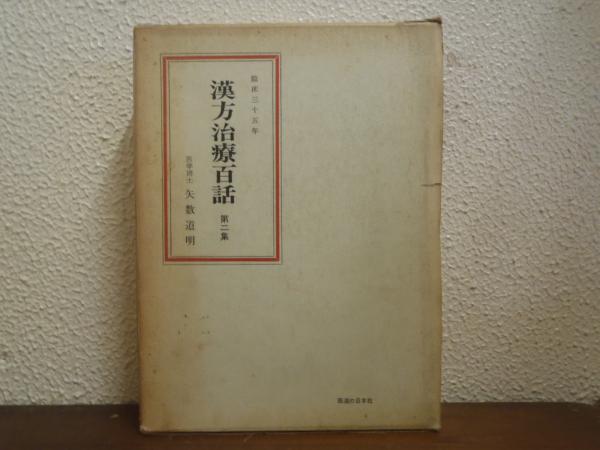 臨床三十五年
漢方治療百話 第二集
医学博士 矢数道明
医道の日本社